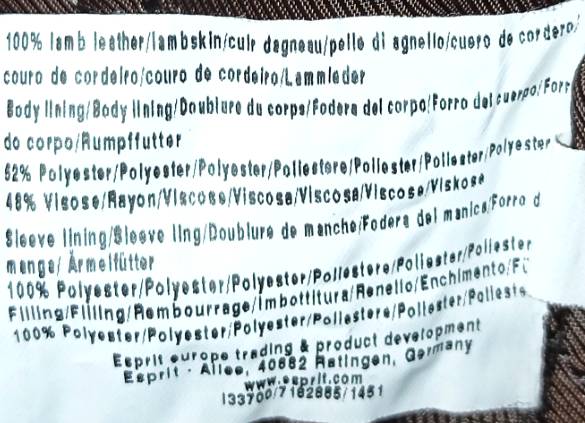 100% lamb leather/lambskin/cuir dagneau/pelle di agnello/cuero de cordero/
couro de cordeiro/couro de cordeiro/Lammleder
Body lining/Body lining/Doublure du corps/Fodera del corpo/Forro del cuerpo/Forr
do corpo/Rumpffutter
52% Polyester/Polyester/Polyester/Poliestere/Poliester/Poliester/Polyester
48% Visose/Rayon/Viscose/Viscosa/Viscosa/Viscose/Viskose
Sleeve lining/Sleeve ling/Doublure de manche/Fodera del manica/Forro d
manga/ Ärmelfütter
100% Polyester/Polyester/Polyester/Poliestere/Poliester/Poliester
Filling/Filling/Rembourrage/Imbottitura/Renello/Enchimento/Fü
100% Polyester/Polyester/Polyester/Poliestere/Poliester/Polieste
Esprit europe trading & product development
Esprit - Allee, 40882 Ratingen, Germany
www.esprit.com
133700/7182885/1451